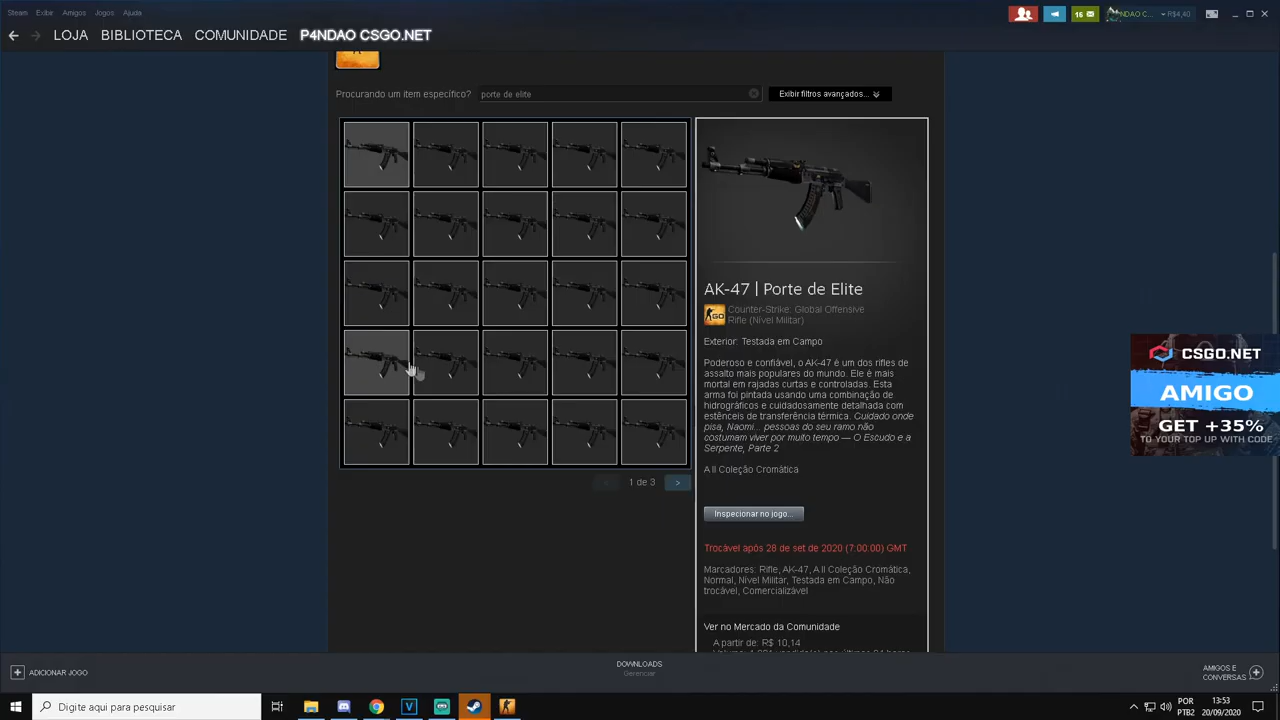 Steam Exibir Amigos Jogos Ajuda
16
P4NDAO C... R$4,40
LOJA BIBLIOTECA COMUNIDADE P4NDAO CSGO.NET
Procurando um item específico? porte de elite
Exibir filtros avançados...
AK-47 | Porte de Elite
GO
Counter-Strike: Global Offensive
Rifle (Nível Militar)
Exterior: Testada em Campo
Poderoso e confiável, o AK-47 é um dos rifles de
assalto mais populares do mundo. Ele é mais
mortal em rajadas curtas e controladas. Esta
arma foi pintada usando uma combinação de
hidrográficos e cuidadosamente detalhada com
estênceis de transferência térmica. Cuidado onde
pisa, Naomi... pessoas do seu ramo não
costumam viver por muito tempo — O Escudo e a
Serpente, Parte 2
A II Coleção Cromática
1 de 3 >
Inspecionar no jogo...
Trocável após 28 de set de 2020 (7:00:00) GMT
Marcadores: Rifle, AK-47, A II Coleção Cromática,
Normal, Nível Militar, Testada em Campo, Não
trocável, Comercializável
Ver no Mercado da Comunidade
A partir de: R$ 10,14
CSGO.NET
AMIGO
GET +35%
TO YOUR TOP UP WITH CODE
ADICIONAR JOGO
DOWNLOADS
Gerenciar
AMIGOS E
CONVERSAS
Digite aqui para pesquisar
POR
PTB2
13:53
20/09/2020